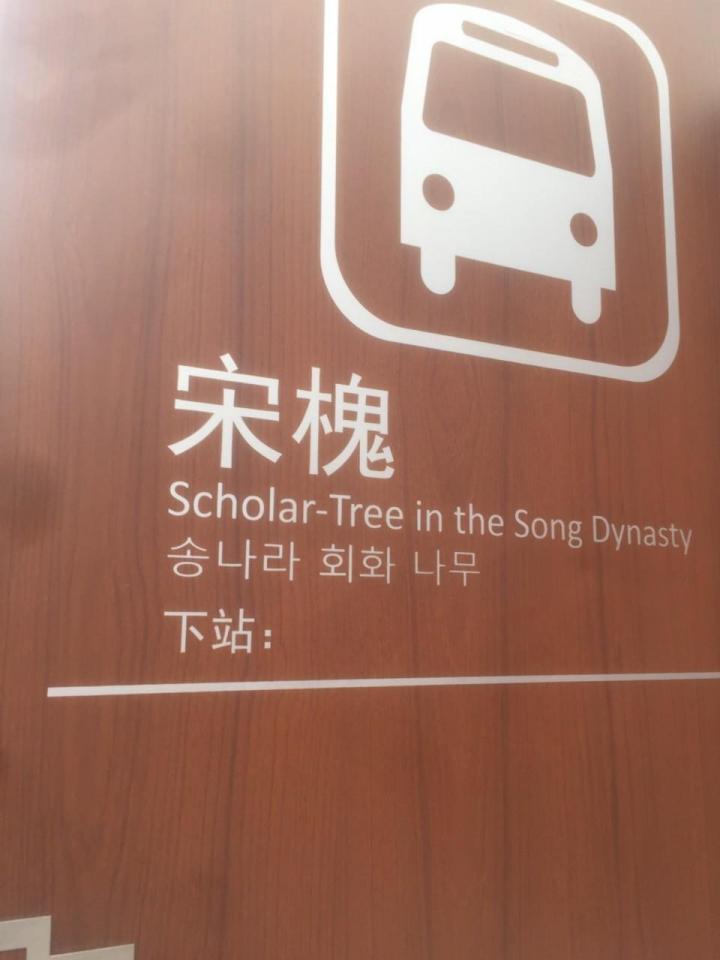 宋槐
Scholar-Tree in the Song Dynasty
송나라 회화 나무
下站：